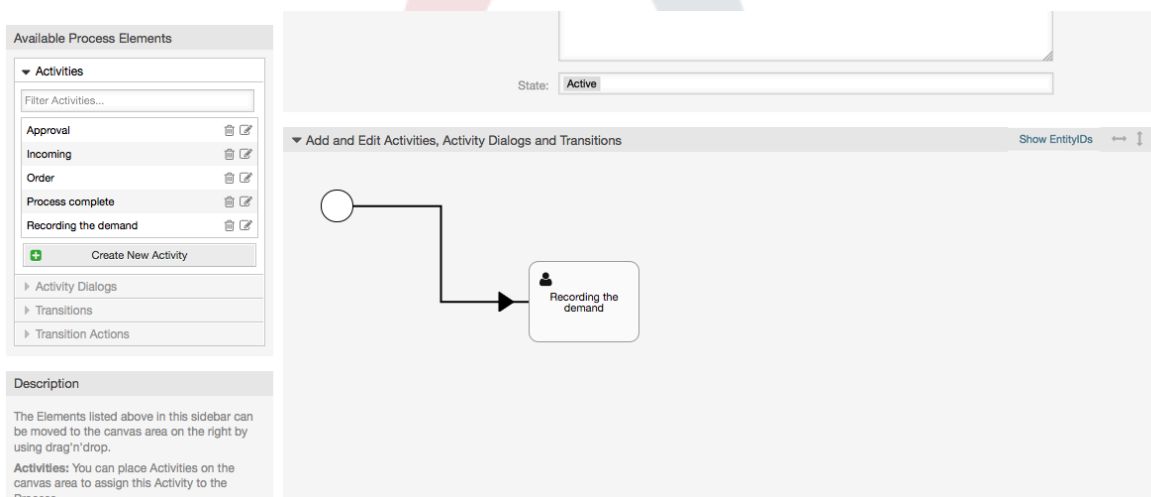 Available Process Elements
Activities
Filter Activities...
Approval
Incoming
Order
Process complete
Recording the demand
Create New Activity
Activity Dialogs
Transitions
Transition Actions
Description
The Elements listed above in this sidebar can
be moved to the canvas area on the right by
using drag'n'drop.
Activities: You can place Activities on the
canvas area to assign this Activity to the
State:
Active
Add and Edit Activities, Activity Dialogs and Transitions
Show EntityIDs
Recording the
demand